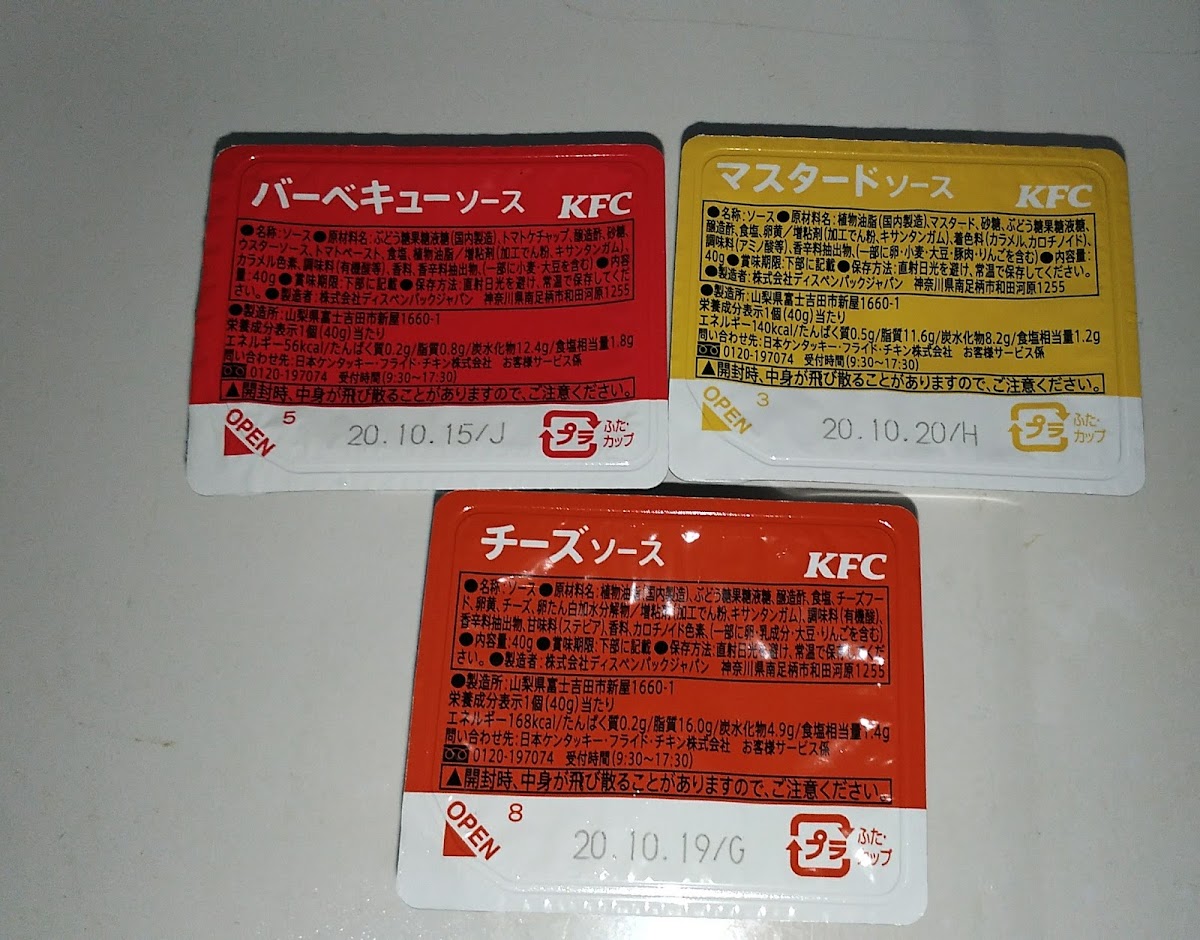 バーベキューソース KFC
●名称:ソース●原材料名:ぶどう糖果糖液糖(国内製造)、トマトケチャップ、醸造酢、砂糖、
ウスターソース、トマトペースト、食塩、植物油脂/増粘剤(加工でん粉、キサンタンガム)、
カラメル色素、調味料(有機酸等)、香料、香辛料抽出物、(一部に小麦・大豆を含む)●内容
量:40g●賞味期限:下部に記載●保存方法:直射日光を避け、常温で保存してくだ
さい。●製造者:株式会社ディスペンパックジャパン 神奈川県南足柄市和田河原1255
●製造所:山梨県富士吉田市新屋1660-1
栄養成分表示1個(40g)当たり
エネルギー56kcal/たんぱく質0.2g/脂質0.8g/炭水化物12.4g/食塩相当量1.8g
問い合わせ先:日本ケンタッキー・フライド・チキン株式会社 お客様サービス係
0120-197074 受付時間(9:30~17:30)
▲開封時、中身が飛び散ることがありますので、ご注意ください。
OPEN 5 20.10.15/J プラ ふた・
カップ
マスタードソース KFC
●名称:ソース●原材料名:植物油脂(国内製造)、マスタード、砂糖、ぶどう糖果糖液糖、
醸造酢、食塩、卵黄/増粘剤(加工でん粉、キサンタンガム)、着色料(カラメル、カロチノイド)、
調味料(アミノ酸等)、香辛料抽出物、(一部に卵・小麦・大豆・豚肉・りんごを含む)●内容量:
40g●賞味期限:下部に記載●保存方法:直射日光を避け、常温で保存してください。
●製造者:株式会社ディスペンパックジャパン 神奈川県南足柄市和田河原1255
●製造所:山梨県富士吉田市新屋1660-1
栄養成分表示1個(40g)当たり
エネルギー140kcal/たんぱく質0.5g/脂質11.6g/炭水化物8.2g/食塩相当量1.2g
問い合わせ先:日本ケンタッキー・フライド・チキン株式会社 お客様サービス係
0120-197074 受付時間(9:30~17:30)
▲開封時、中身が飛び散ることがありますので、ご注意ください。
OPEN 3 20.10.20/H プラ ふた・
カップ
チーズソース KFC
●名称:ソース●原材料名:植物油脂(国内製造)、ぶどう糖果糖液糖、醸造酢、食塩、チーズフー
ド、卵黄、チーズ、卵たん白加水分解物/増粘剤(加工でん粉、キサンタンガム)、調味料(有機酸)、
香辛料抽出物、甘味料(ステビア)、香料、カロチノイド色素、(一部に卵・乳成分・大豆・りんごを含む)
●内容量:40g●賞味期限:下部に記載●保存方法:直射日光を避け、常温で保存してくだ
さい。●製造者:株式会社ディスペンパックジャパン 神奈川県南足柄市和田河原1255
●製造所:山梨県富士吉田市新屋1660-1
栄養成分表示1個(40g)当たり
エネルギー168kcal/たんぱく質0.2g/脂質16.0g/炭水化物4.9g/食塩相当量1.4g
問い合わせ先:日本ケンタッキー・フライド・チキン株式会社 お客様サービス係
0120-197074 受付時間(9:30~17:30)
▲開封時、中身が飛び散ることがありますので、ご注意ください。
OPEN 8 20.10.19/G プラ ふた・
カップ